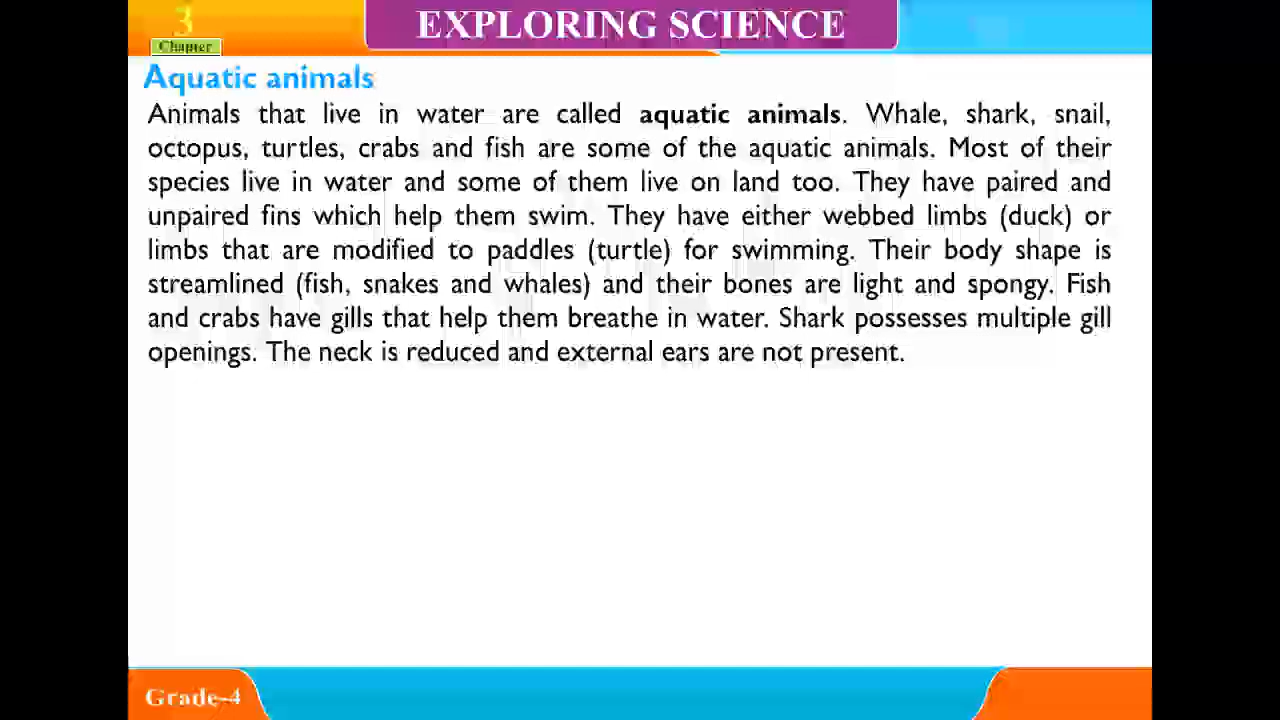 3
Chapter
EXPLORING SCIENCE
Aquatic animals
Animals that live in water are called aquatic animals. Whale, shark, snail,
octopus, turtles, crabs and fish are some of the aquatic animals. Most of their
species live in water and some of them live on land too. They have paired and
unpaired fins which help them swim. They have either webbed limbs (duck) or
limbs that are modified to paddles (turtle) for swimming. Their body shape is
streamlined (fish, snakes and whales) and their bones are light and spongy. Fish
and crabs have gills that help them breathe in water. Shark possesses multiple gill
openings. The neck is reduced and external ears are not present.
Grade-4